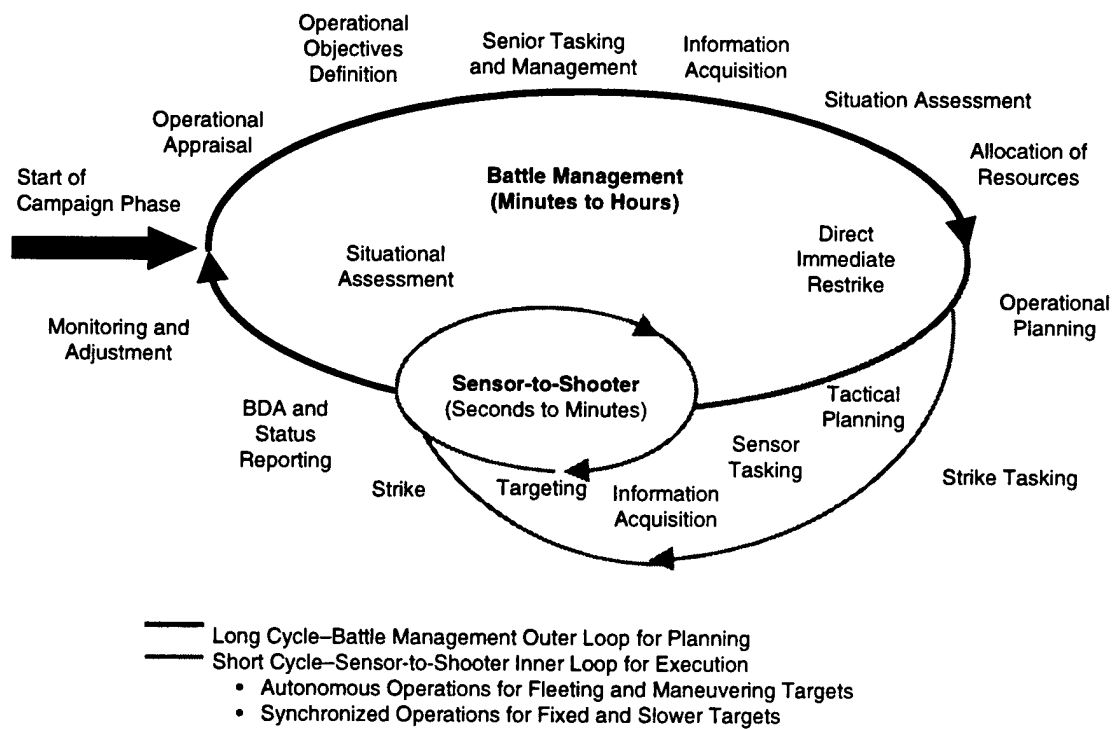 Operational
Objectives
Definition
Senior Tasking
and Management
Information
Acquisition
Situation Assessment
Operational
Appraisal
Allocation of
Resources
Start of
Campaign Phase
Battle Management
(Minutes to Hours)
Situational
Assessment
Direct
Immediate
Restrike
Operational
Planning
Monitoring and
Adjustment
Sensor-to-Shooter
(Seconds to Minutes)
Tactical
Planning
BDA and
Status
Reporting
Sensor
Tasking
Strike Tasking
Strike
Targeting
Information
Acquisition
Long Cycle–Battle Management Outer Loop for Planning
Short Cycle–Sensor-to-Shooter Inner Loop for Execution
• Autonomous Operations for Fleeting and Maneuvering Targets
• Synchronized Operations for Fixed and Slower Targets